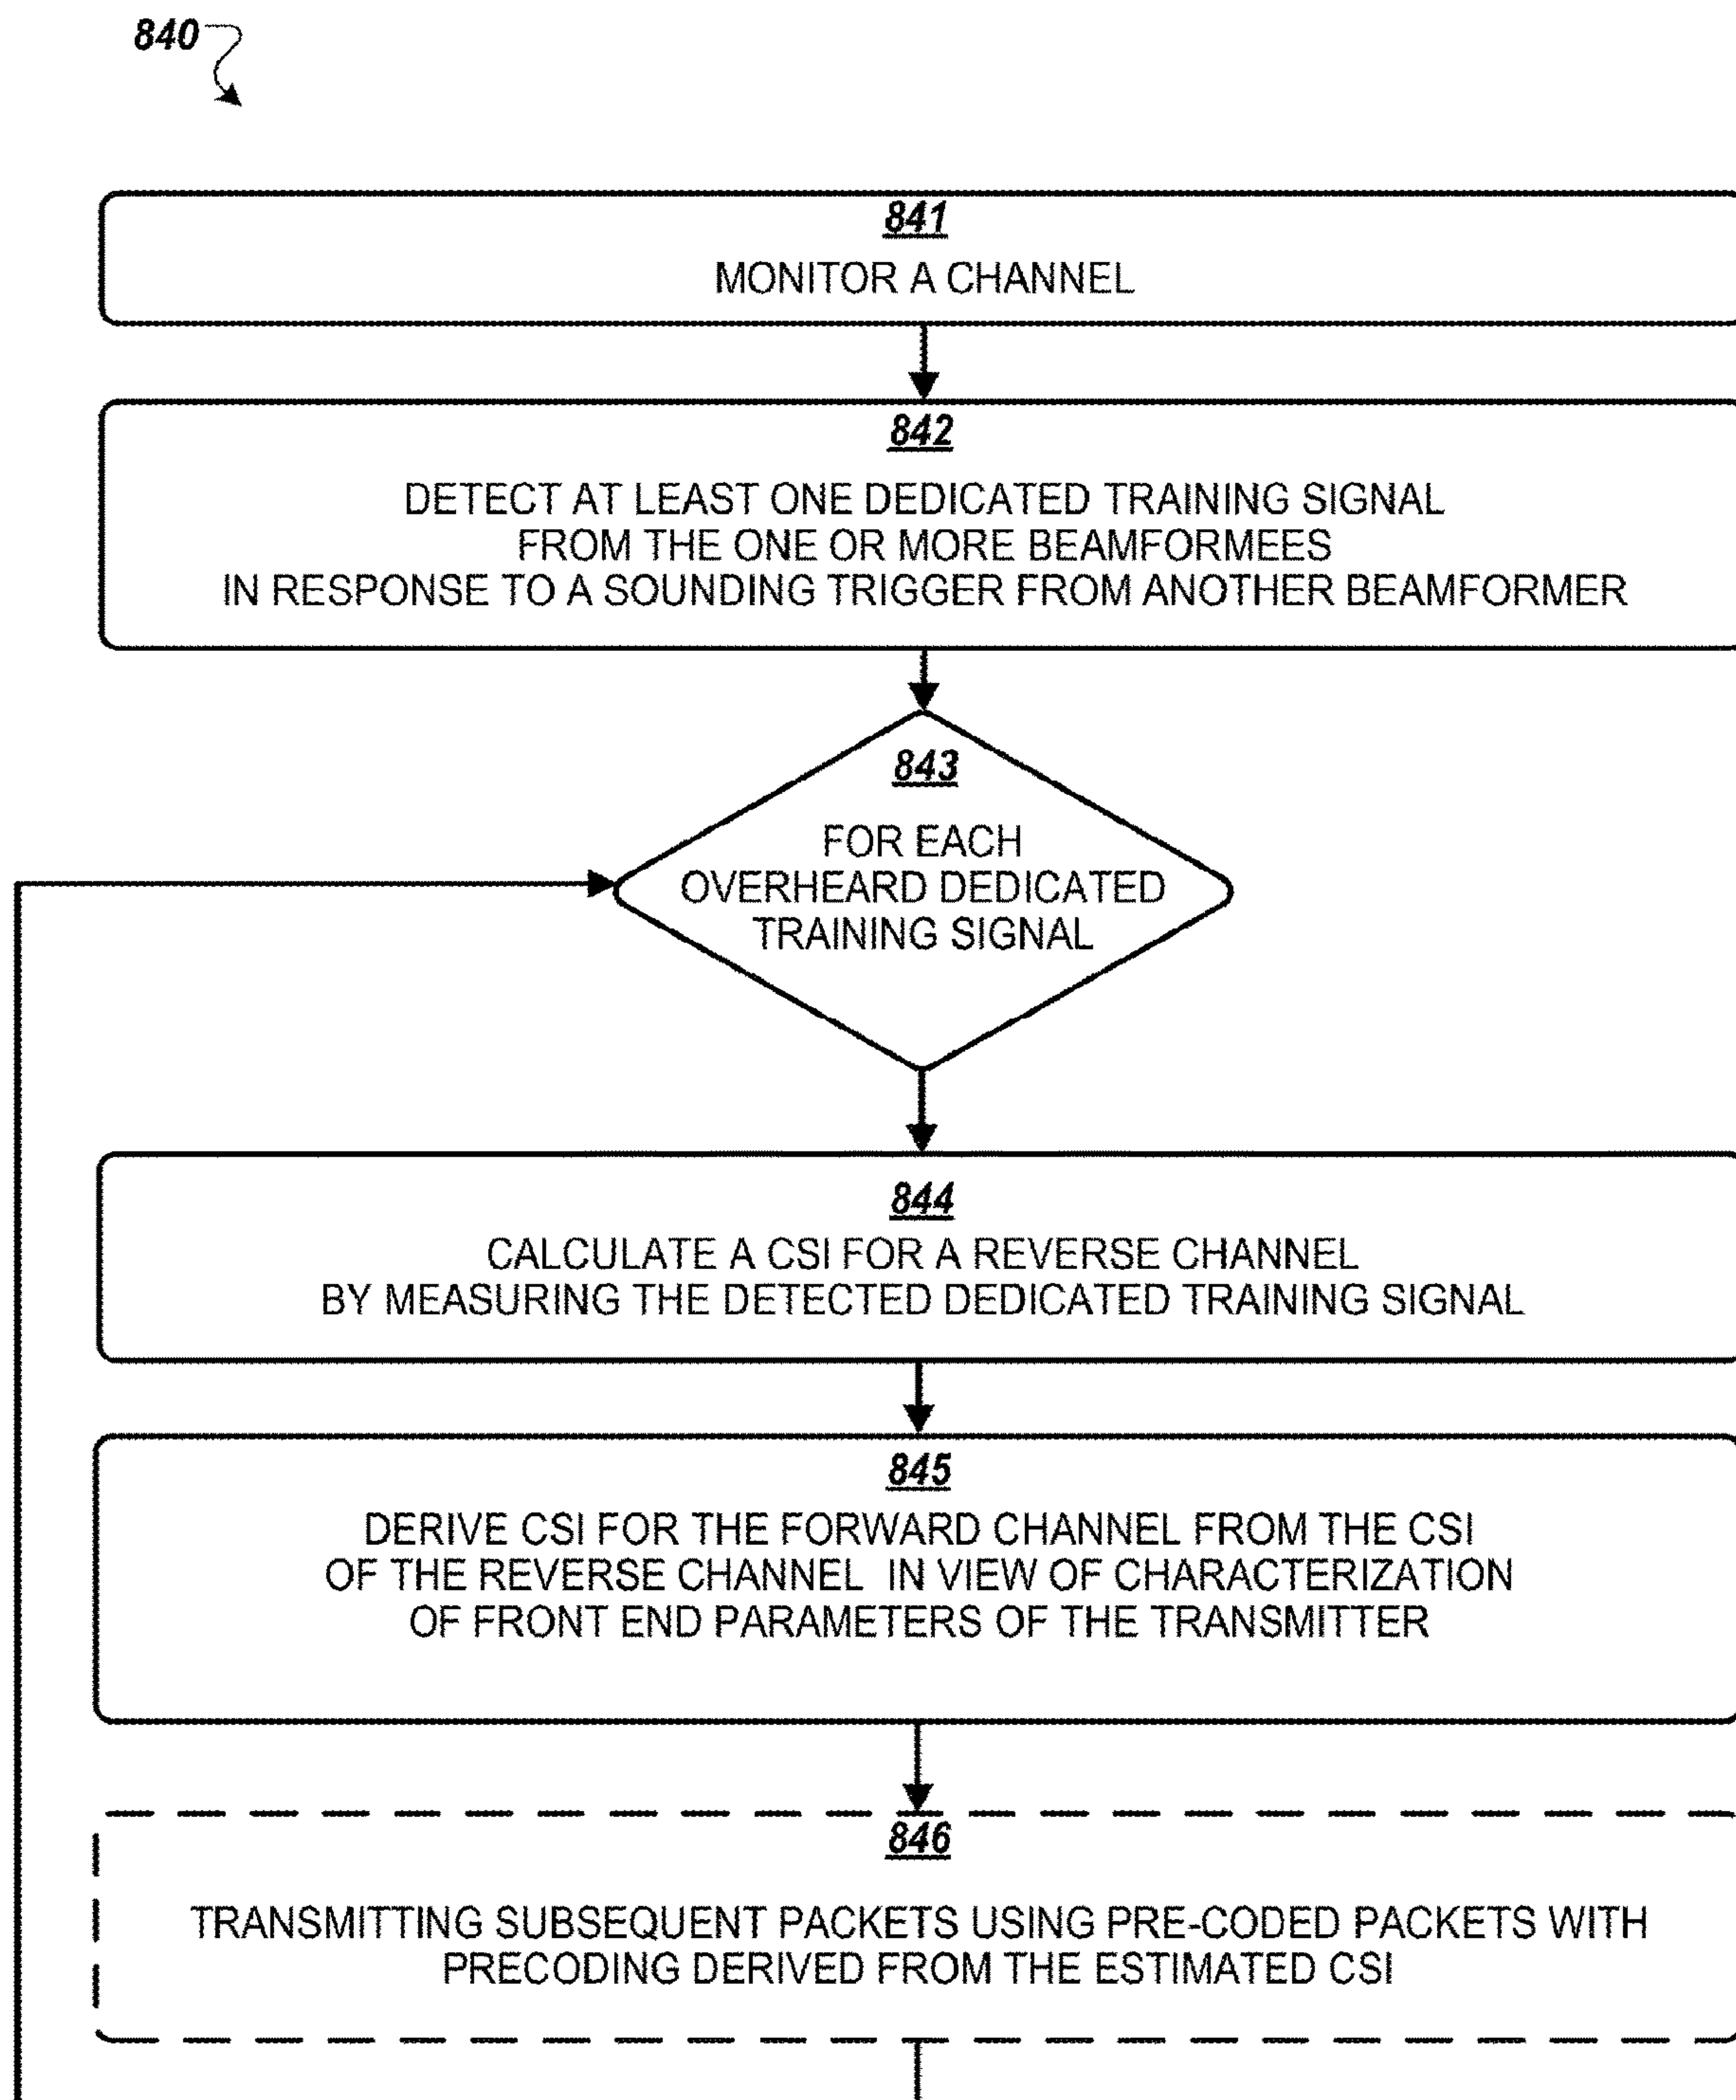 840
841
MONITOR A CHANNEL
842
DETECT AT LEAST ONE DEDICATED TRAINING SIGNAL
FROM THE ONE OR MORE BEAMFORMEES
IN RESPONSE TO A SOUNDING TRIGGER FROM ANOTHER BEAMFORMER
843
FOR EACH
OVERHEARD DEDICATED
TRAINING SIGNAL
844
CALCULATE A CSI FOR A REVERSE CHANNEL
BY MEASURING THE DETECTED DEDICATED TRAINING SIGNAL
845
DERIVE CSI FOR THE FORWARD CHANNEL FROM THE CSI
OF THE REVERSE CHANNEL IN VIEW OF CHARACTERIZATION
OF FRONT END PARAMETERS OF THE TRANSMITTER
846
TRANSMITTING SUBSEQUENT PACKETS USING PRE-CODED PACKETS WITH
PRECODING DERIVED FROM THE ESTIMATED CSI